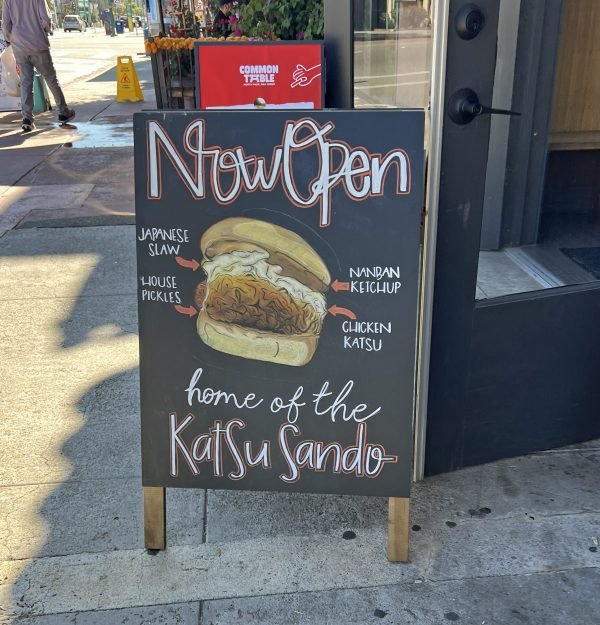 COMMON
TABLE
Now Open
JAPANESE
SLAW
HOUSE
PICKLES
NANBAN
KETCHUP
CHICKEN
KATSU
home of the
KatSu Sando